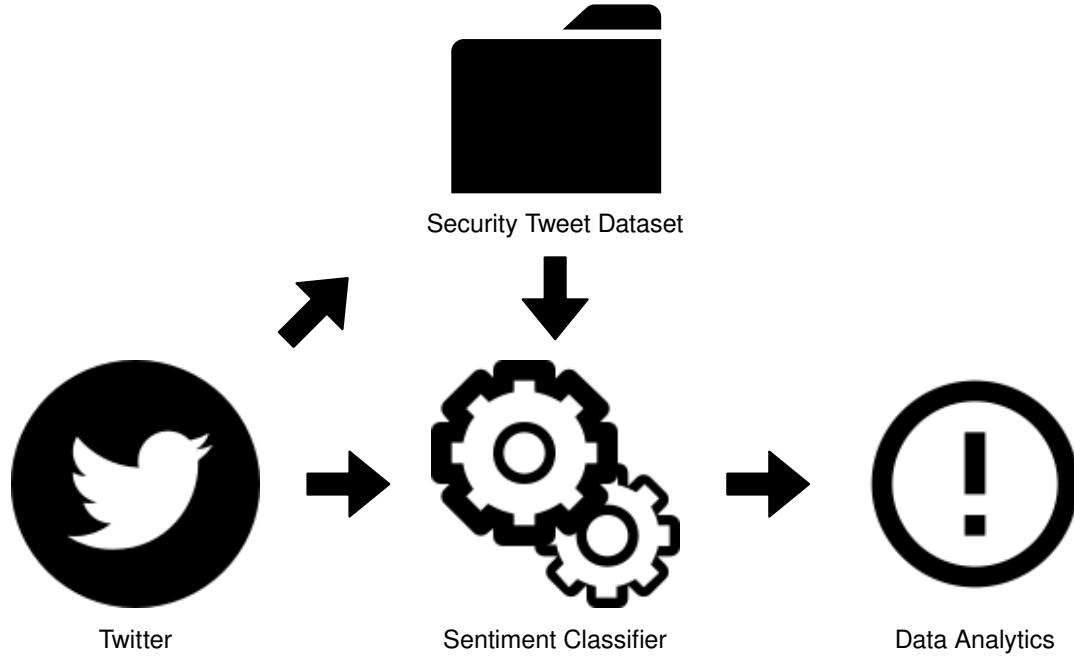 Security Tweet Dataset
Twitter
Sentiment Classifier
Data Analytics